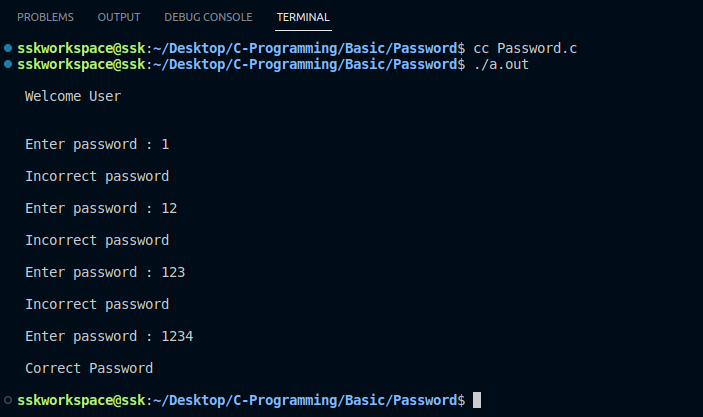 PROBLEMS OUTPUT DEBUG CONSOLE TERMINAL
sskworkspace@ssk:~/Desktop/C-Programming/Basic/Password$ cc Password.c
sskworkspace@ssk:~/Desktop/C-Programming/Basic/Password$ ./a.out
Welcome User
Enter password : 1
Incorrect password
Enter password : 12
Incorrect password
Enter password : 123
Incorrect password
Enter password : 1234
Correct Password
sskworkspace@ssk:~/Desktop/C-Programming/Basic/Password$